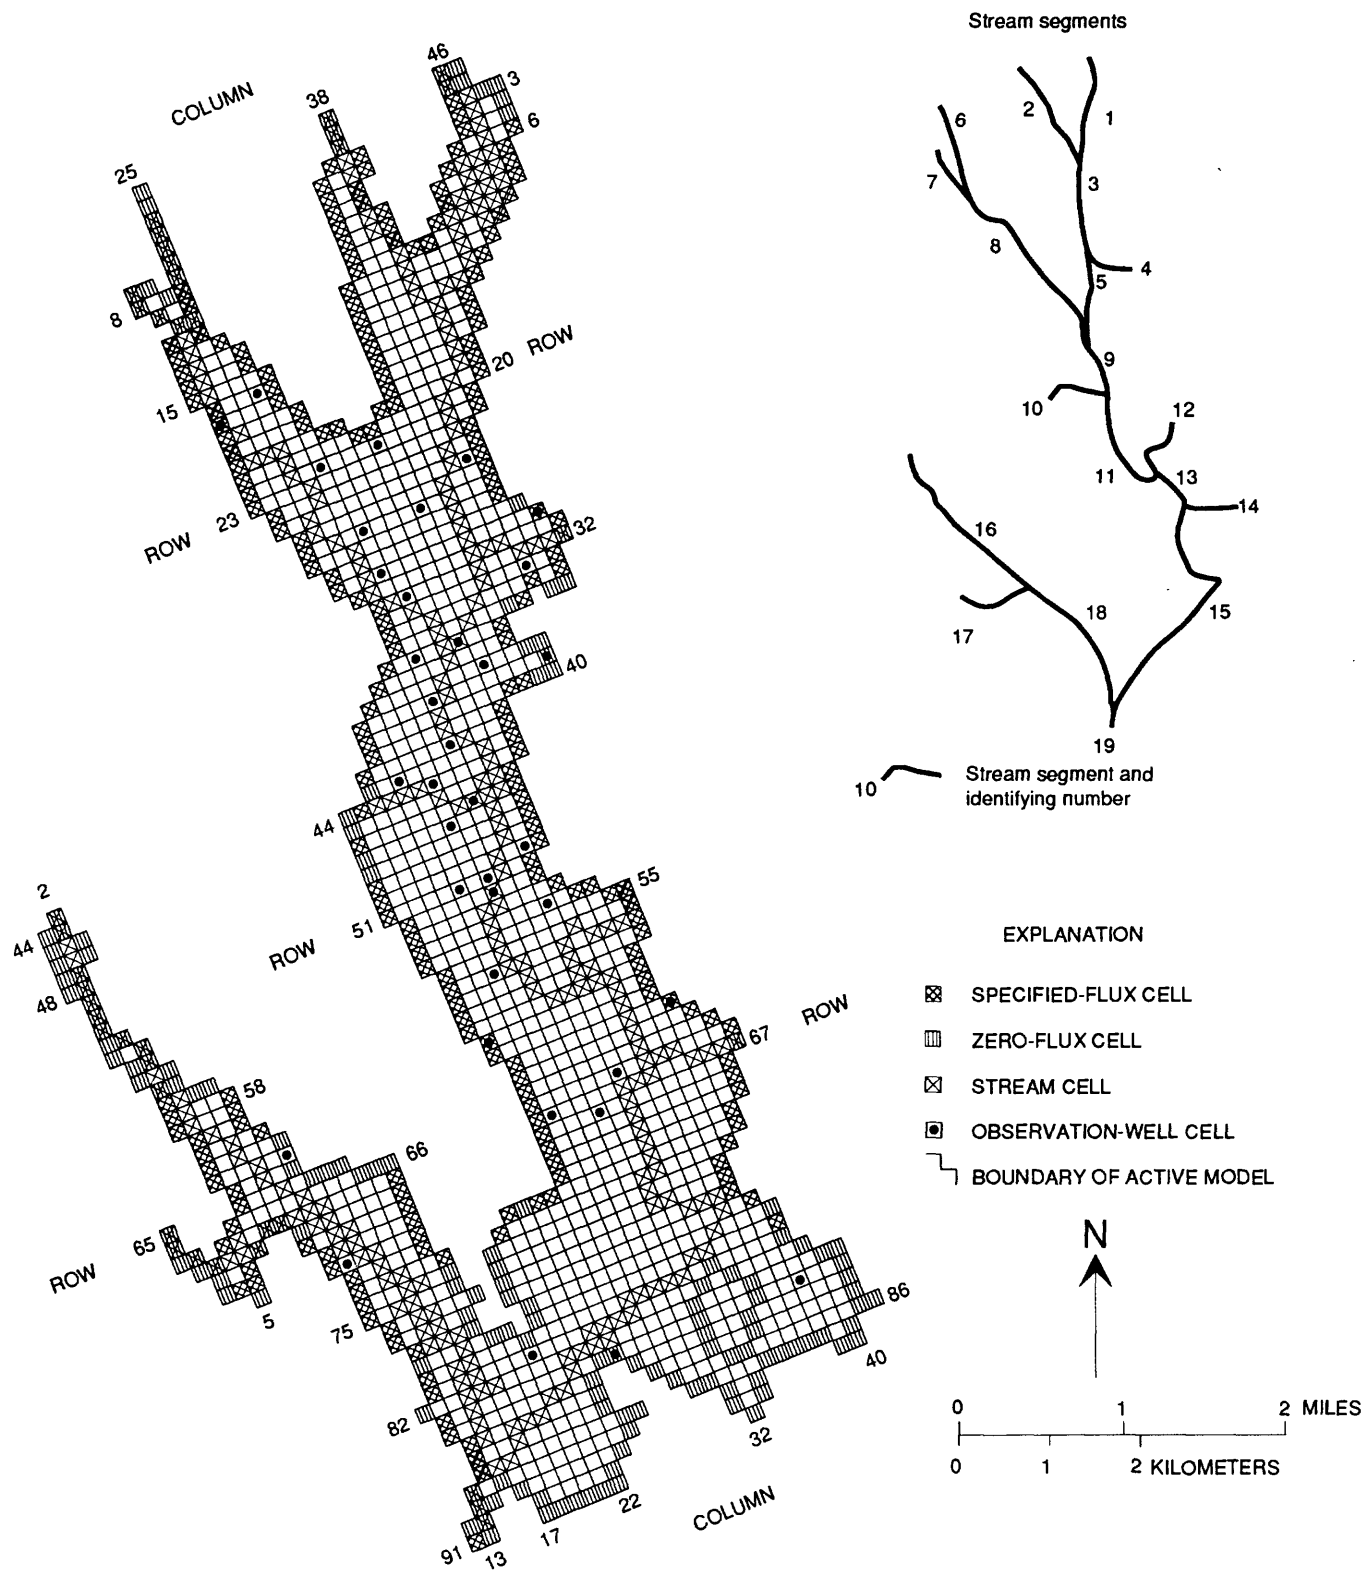 Stream segments
46
3
COLUMN
38
6
25
8
15
20 ROW
ROW 23
32
40
44
ROW 51
55
2
44
48
ROW
67
58
66
65
ROW
5
75
86
40
82
32
COLUMN
22
17
91 13
1
2
3
4
5
6
7
8
9
10
11
12
13
14
15
16
17
18
19
10 Stream segment and
identifying number
EXPLANATION
SPECIFIED-FLUX CELL
ZERO-FLUX CELL
STREAM CELL
OBSERVATION-WELL CELL
BOUNDARY OF ACTIVE MODEL
N
0 1 2 MILES
0 1 2 KILOMETERS